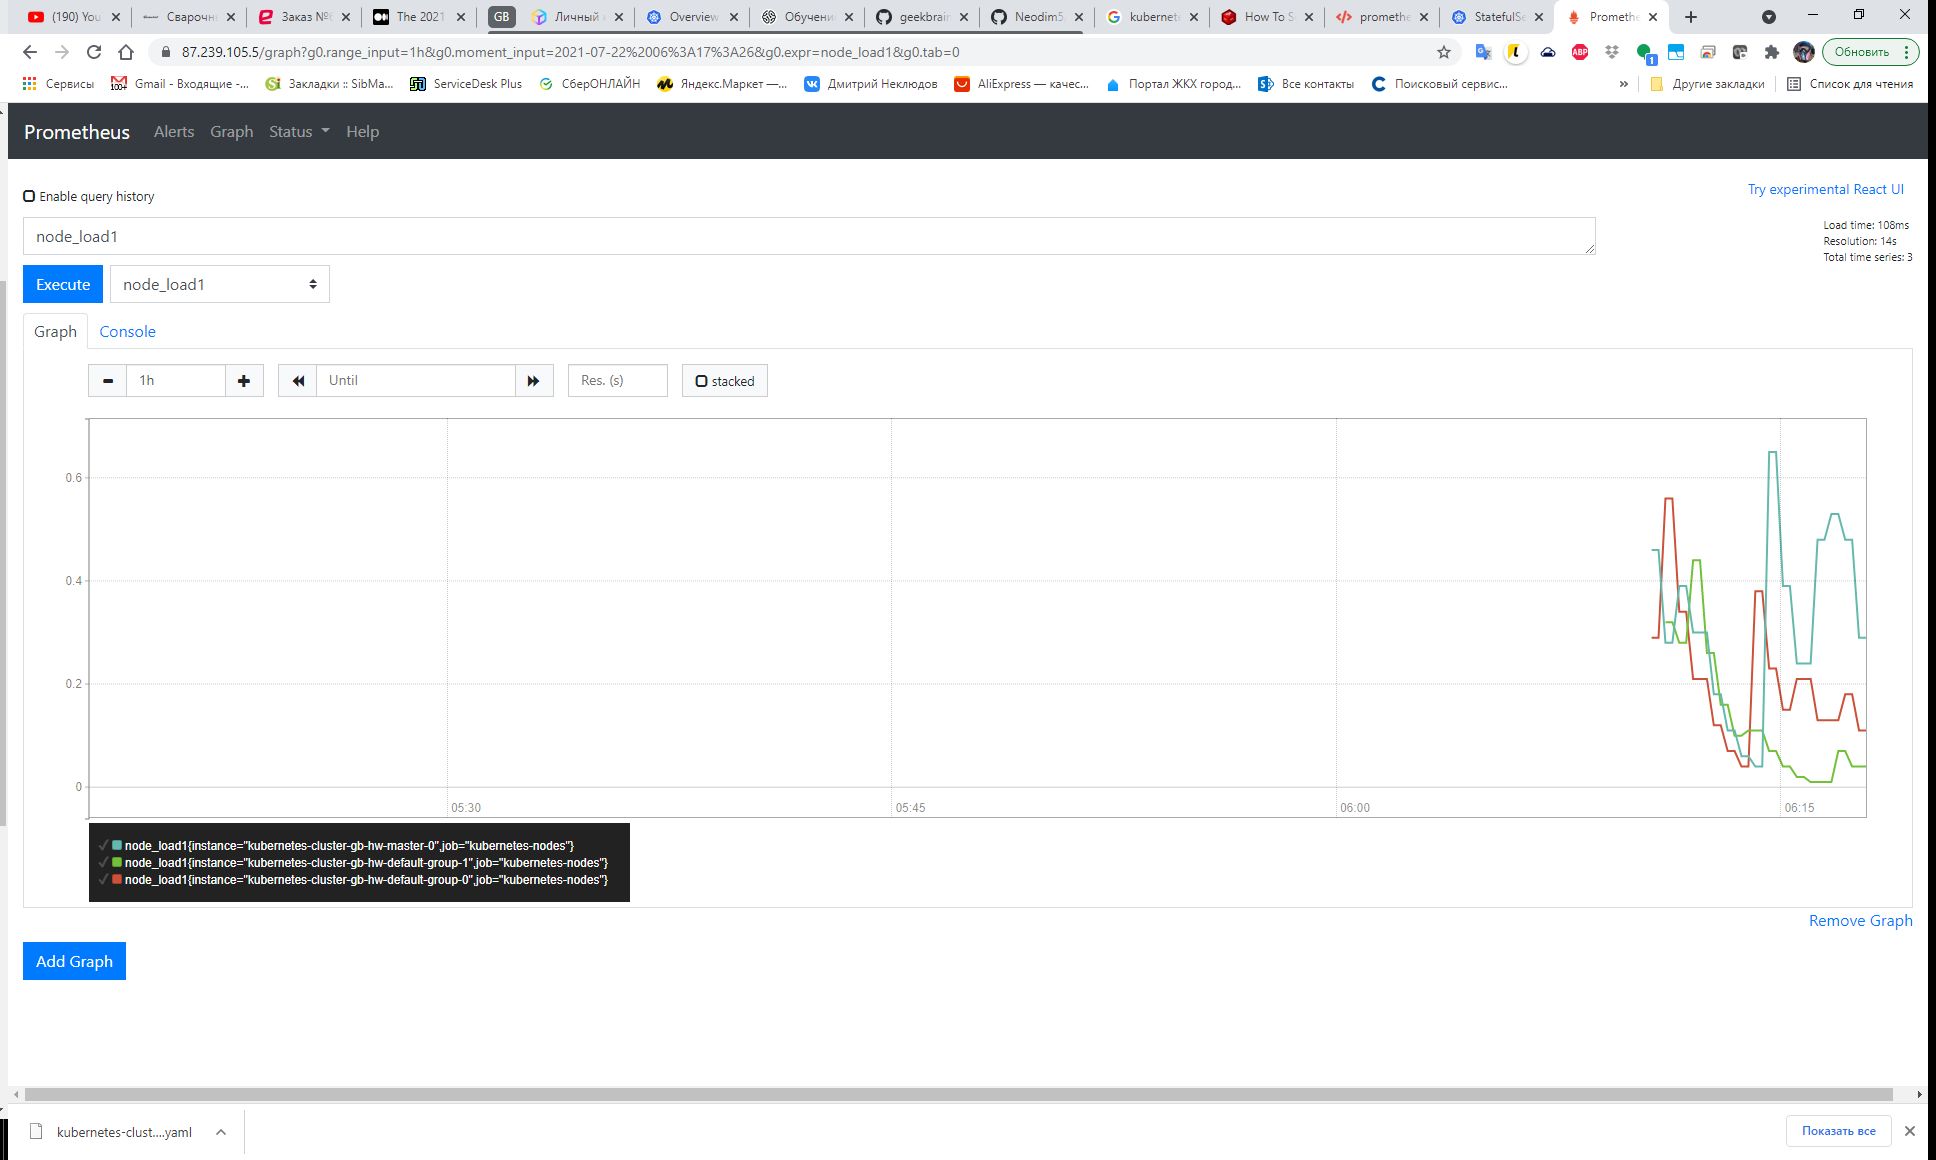 (190) You
Сварочн
Заказ №6
The 2021
GB
Личный
Overview
Обучени
geekbrain
Neodim5
kubernet
How To S
promethe
StatefulSe
Promethe
87.239.105.5/graph?g0.range_input=1h&g0.moment_input=2021-07-22%2006%3A17%3A26&g0.expr=node_load1&g0.tab=0
ABP
1
Обновить
Сервисы
100+
Gmail - Входящие -...
Закладки :: SibMa...
ServiceDesk Plus
СберОНЛАЙН
Яндекс.Маркет —...
Дмитрий Неклюдов
AliExpress — качес...
Портал ЖКХ город...
Все контакты
Поисковый сервис...
»
Другие закладки
Список для чтения
Prometheus
Alerts
Graph
Status
Help
Enable query history
Try experimental React UI
node_load1
Load time: 108ms
Resolution: 14s
Total time series: 3
Execute
node_load1
Graph
Console
1h
Until
Res. (s)
stacked
0.6
0.4
0.2
0
05:30
05:45
06:00
06:15
node_load1{instance="kubernetes-cluster-gb-hw-master-0",job="kubernetes-nodes"}
node_load1{instance="kubernetes-cluster-gb-hw-default-group-1",job="kubernetes-nodes"}
node_load1{instance="kubernetes-cluster-gb-hw-default-group-0",job="kubernetes-nodes"}
Remove Graph
Add Graph
kubernetes-clust....yaml
Показать все